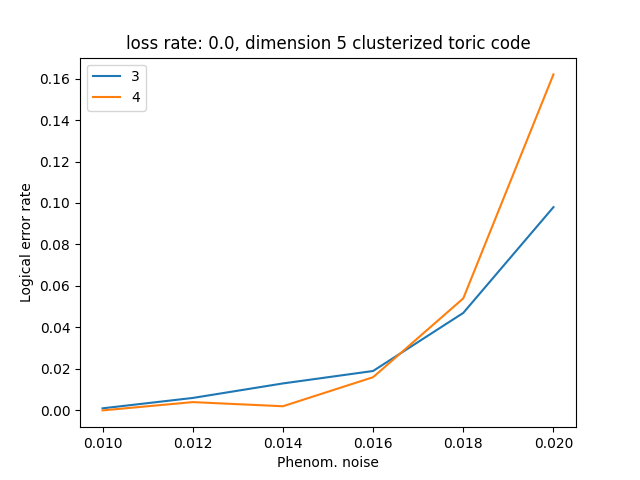 loss rate: 0.0, dimension 5 clusterized toric code
3
4
0.16
0.14
0.12
0.10
0.08
0.06
0.04
0.02
0.00
Logical error rate
0.010 0.012 0.014 0.016 0.018 0.020
Phenom. noise